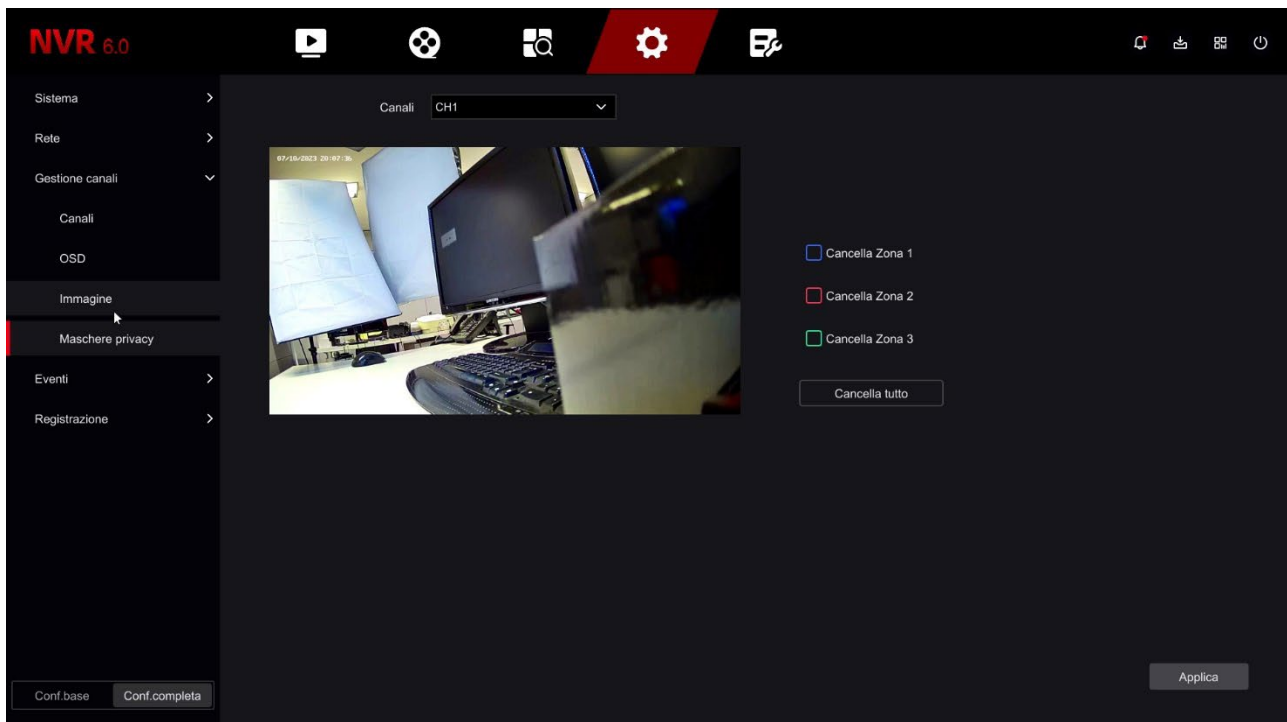 NVR 6.0
Sistema
Rete
Gestione canali
Canali
OSD
Immagine
Maschere privacy
Eventi
Registrazione
Conf.base
Conf.completa
Canali
CH1
07/10/2023 20:07:36
Cancella Zona 1
Cancella Zona 2
Cancella Zona 3
Cancella tutto
Applica